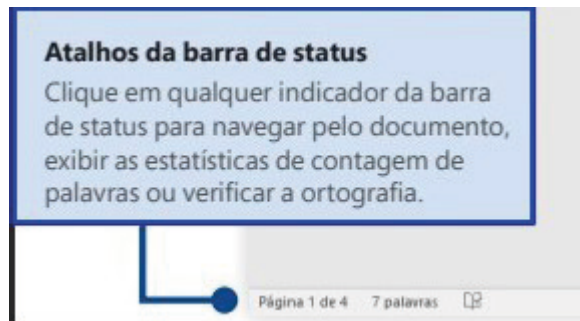 Atalhos da barra de status
Clique em qualquer indicador da barra
de status para navegar pelo documento,
exibir as estatísticas de contagem de
palavras ou verificar a ortografia.
Página 1 de 4 7 palavras